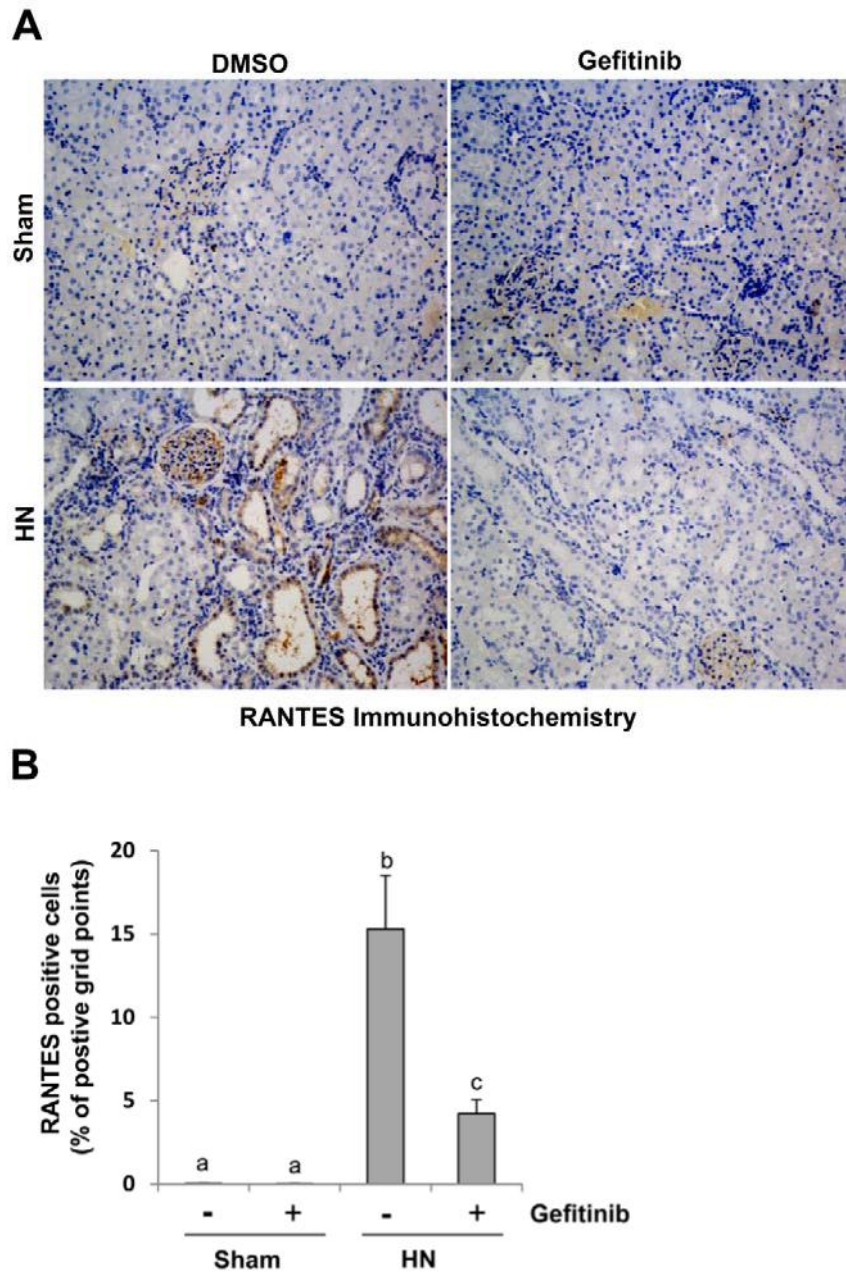 A
DMSO Gefitinib
Sham
HN
RANTES Immunohistochemistry
B
RANTES positive cells
(% of postive grid points)
20
15
10
5
0
a
a
b
c
- + - + Gefitinib
Sham HN